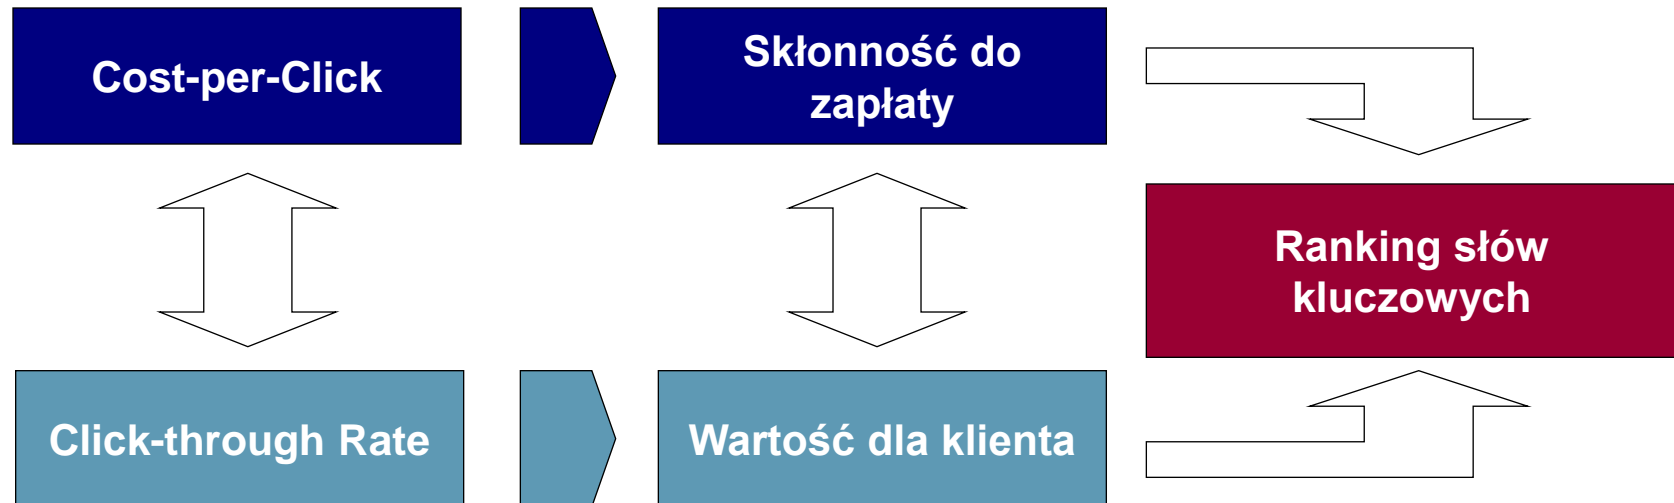 Cost-per-Click
Skłonność do
zapłaty
Ranking słów
kluczowych
Click-through Rate
Wartość dla klienta